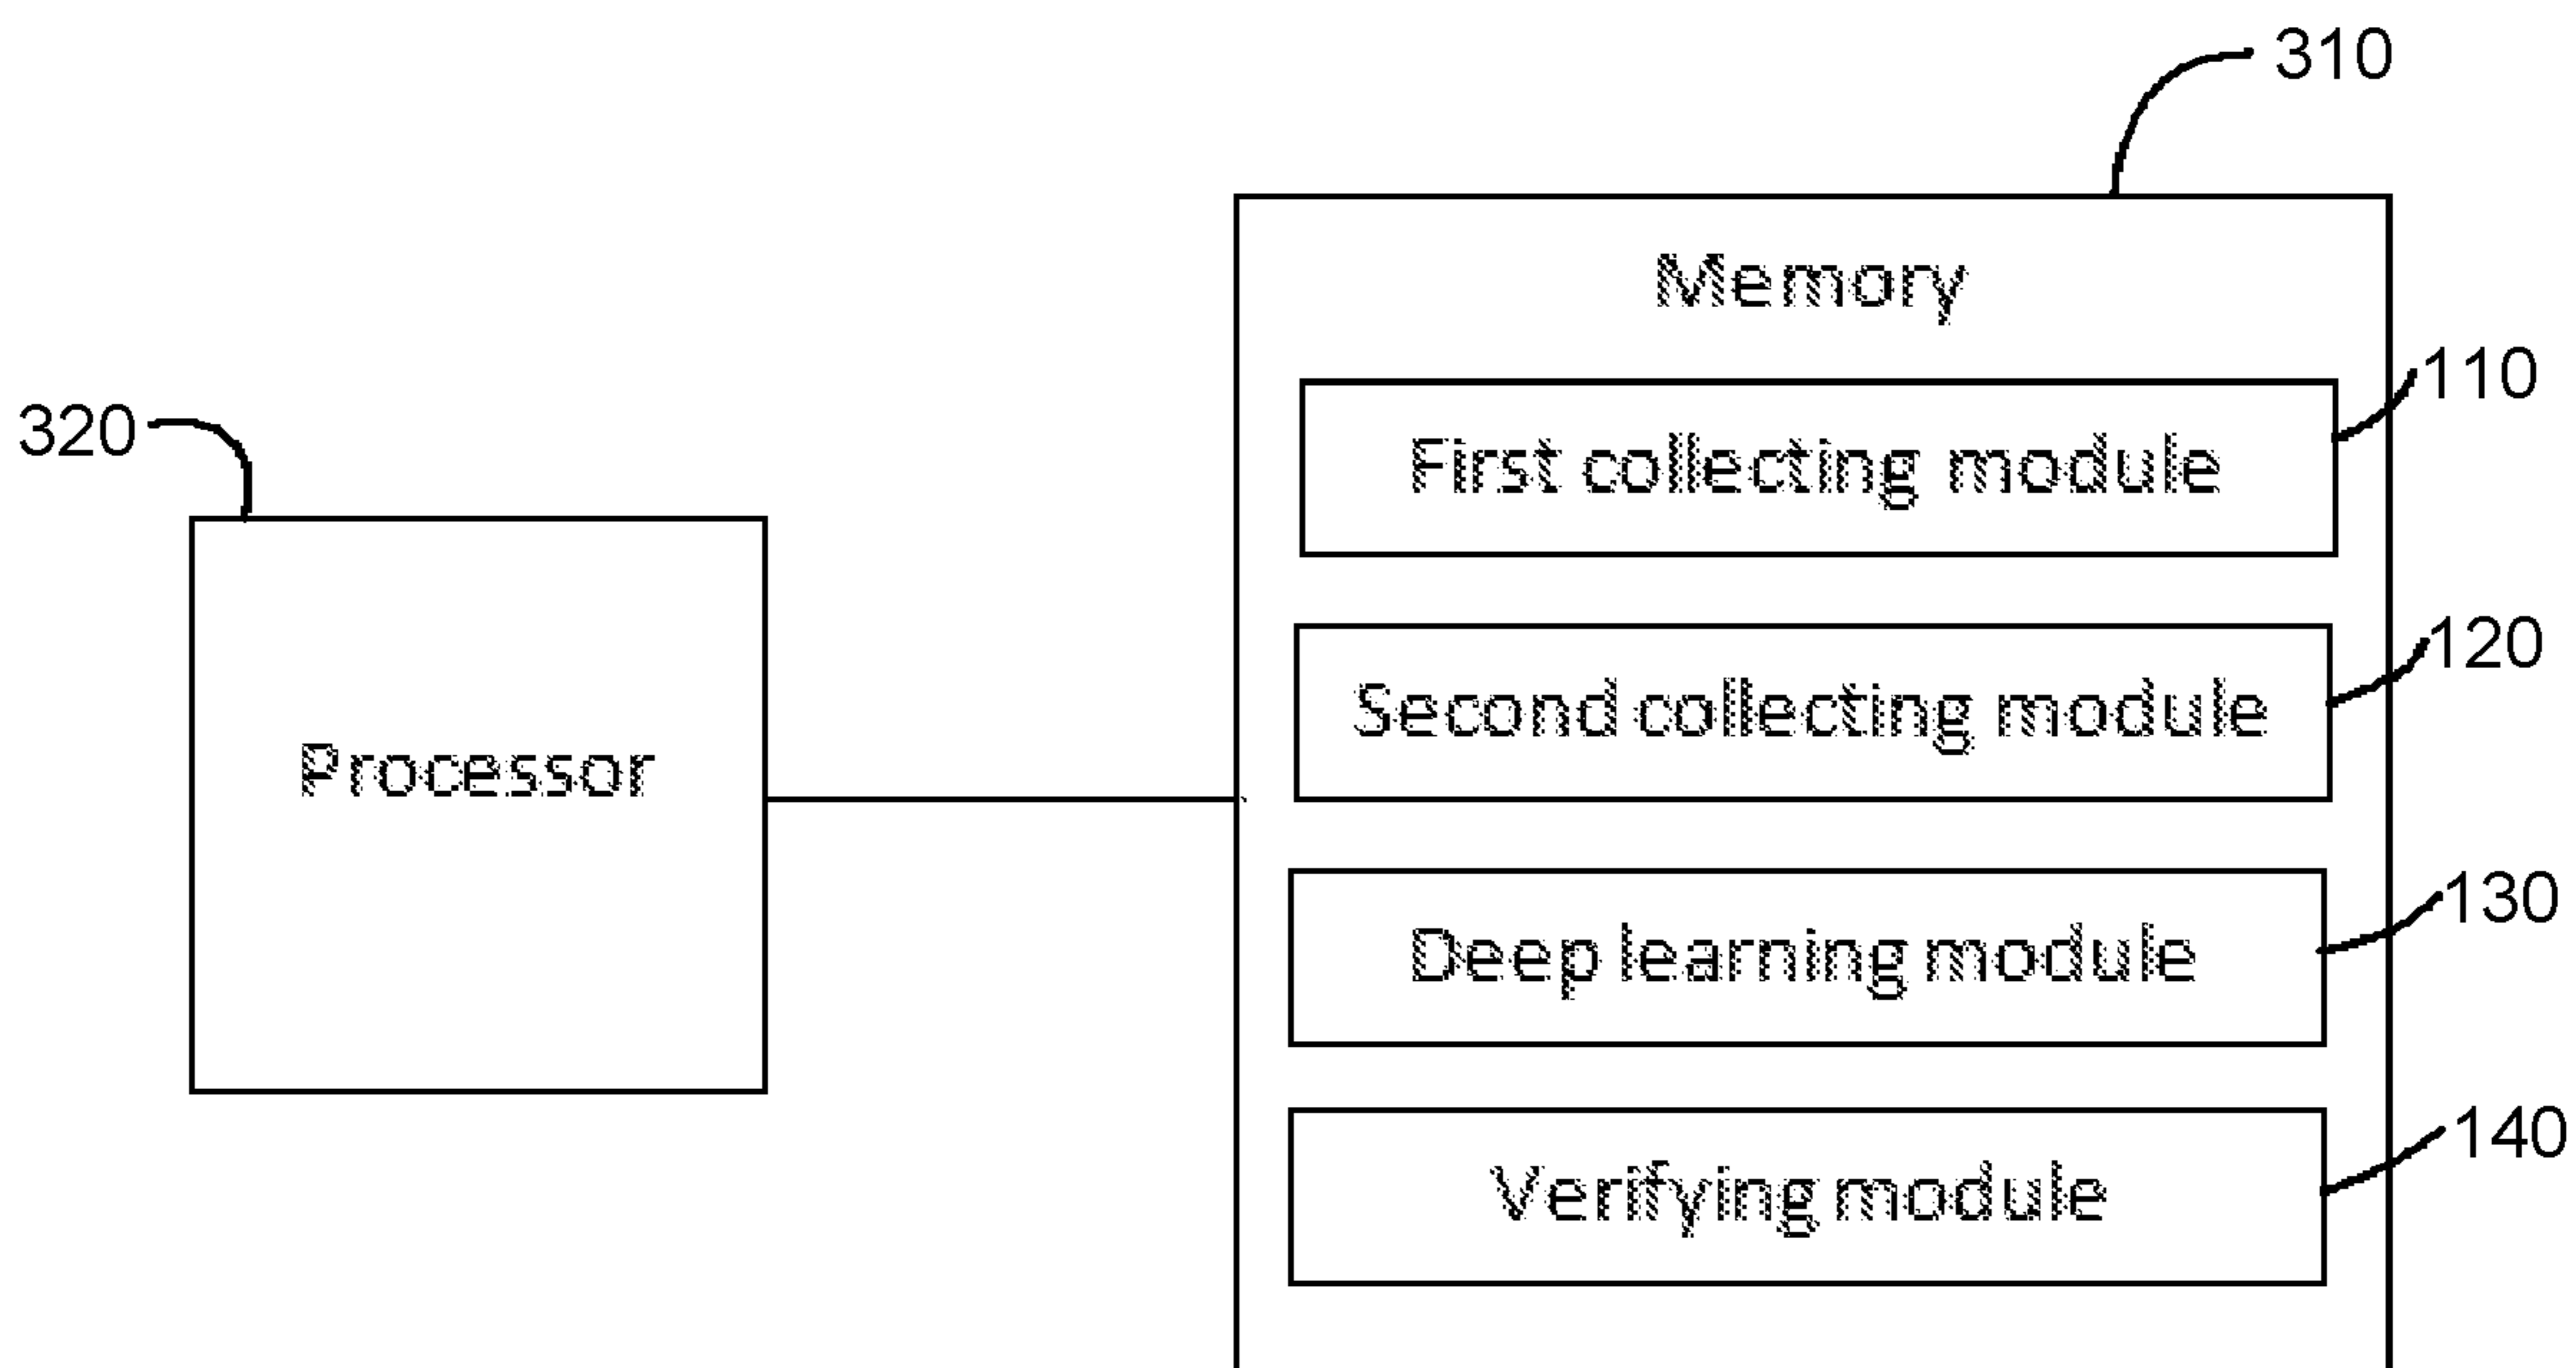 310
Memory
110
First collecting module
320
120
Second collecting module
Processor
130
Deep learning module
140
Verifying module